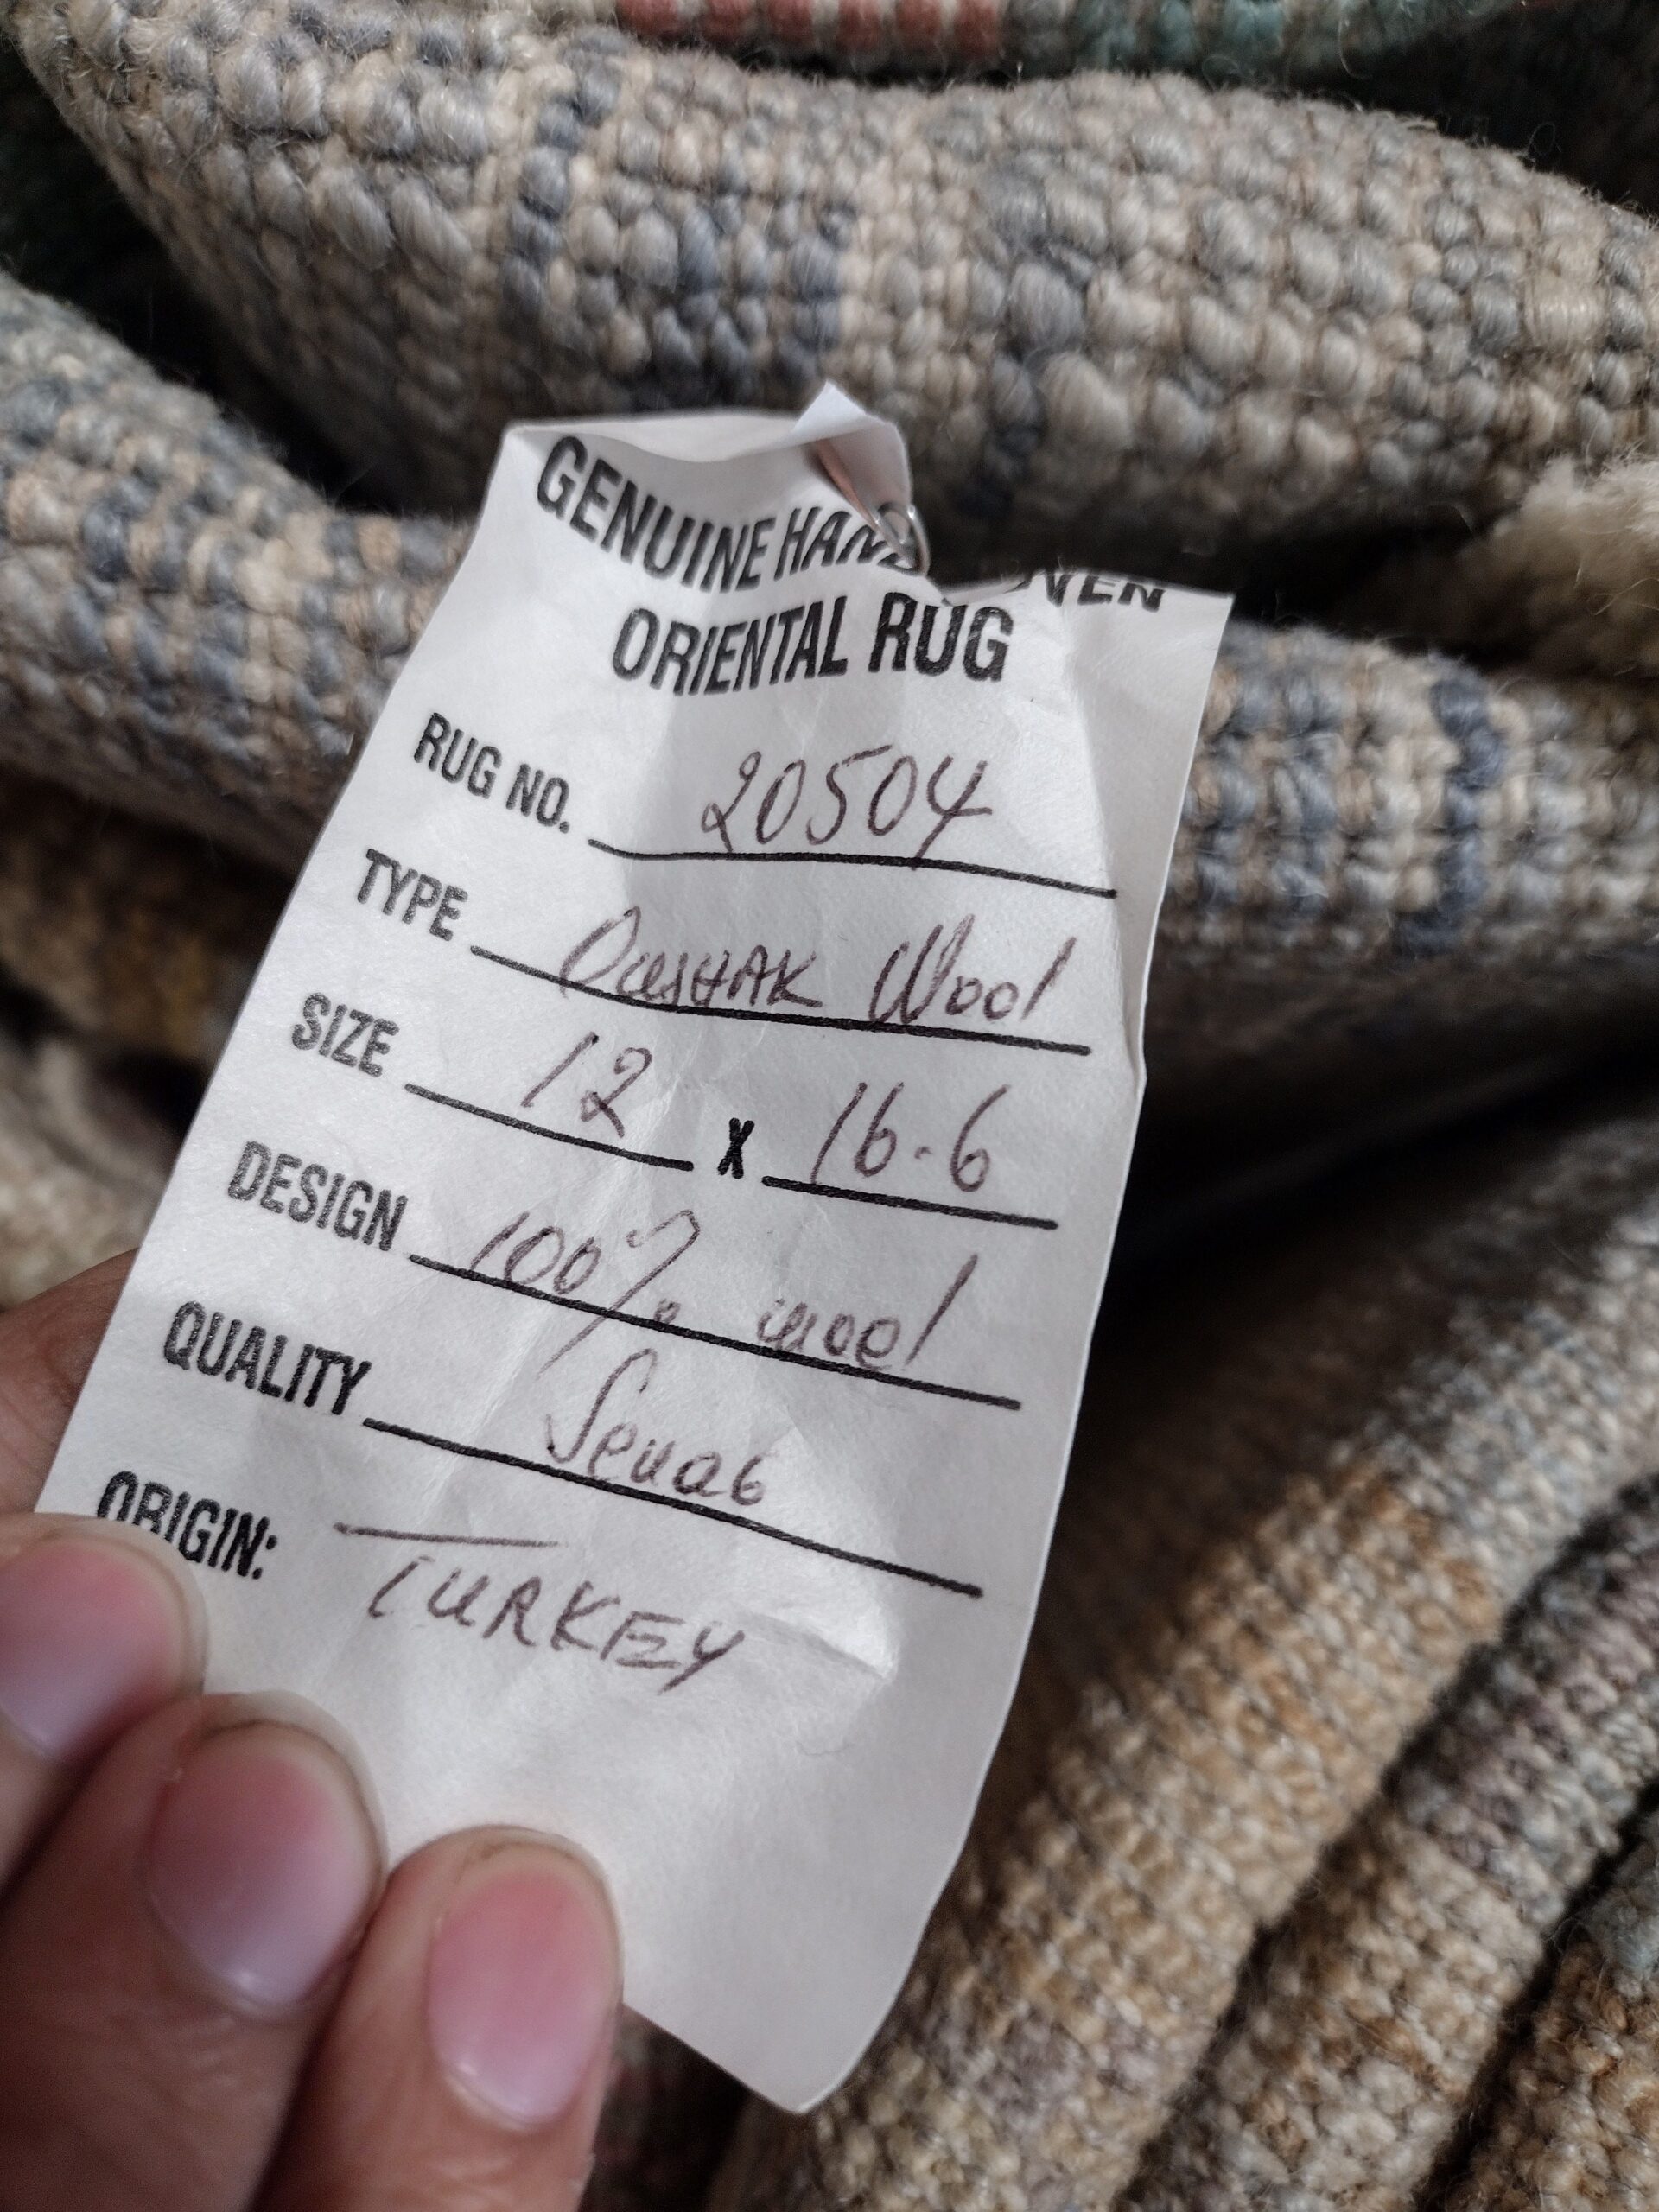 GENUINE HAND OVEN
ORIENTAL RUG
RUG NO. 20504
TYPE Oushak Wool
SIZE 12 X 16.6
DESIGN 100% wool
QUALITY
ORIGIN: TURKEY